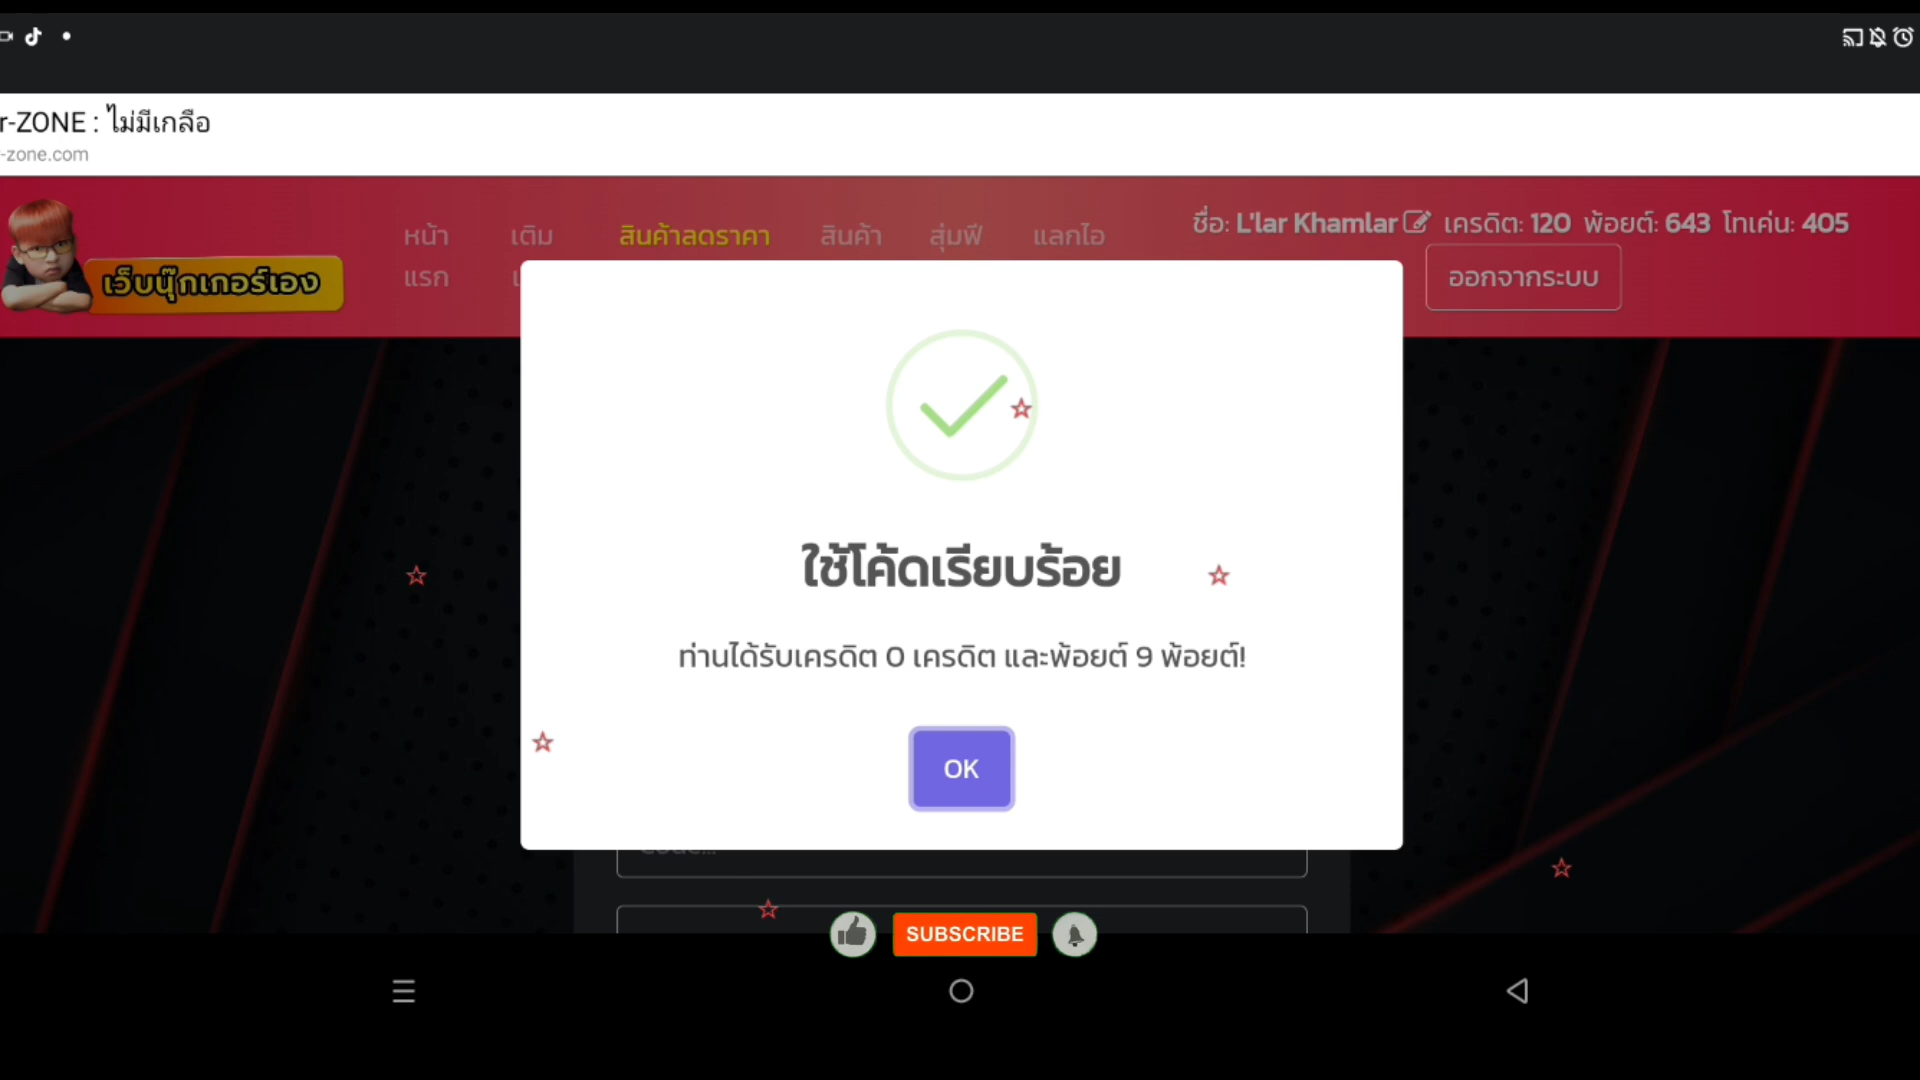 r-ZONE : ไม่มีเกลือ
-zone.com
เว็บนุ๊กเกอร์เอง
หน้า
แรก
เติม
สินค้าลดราคา
สินค้า
สุ่มฟี
แลกไอ
ชื่อ: L'lar Khamlar เครดิต: 120 พ้อยต์: 643 โทเค่น: 405
ออกจากระบบ
ใช้โค้ดเรียบร้อย
ท่านได้รับเครดิต 0 เครดิต และพ้อยต์ 9 พ้อยต์!
OK
SUBSCRIBE